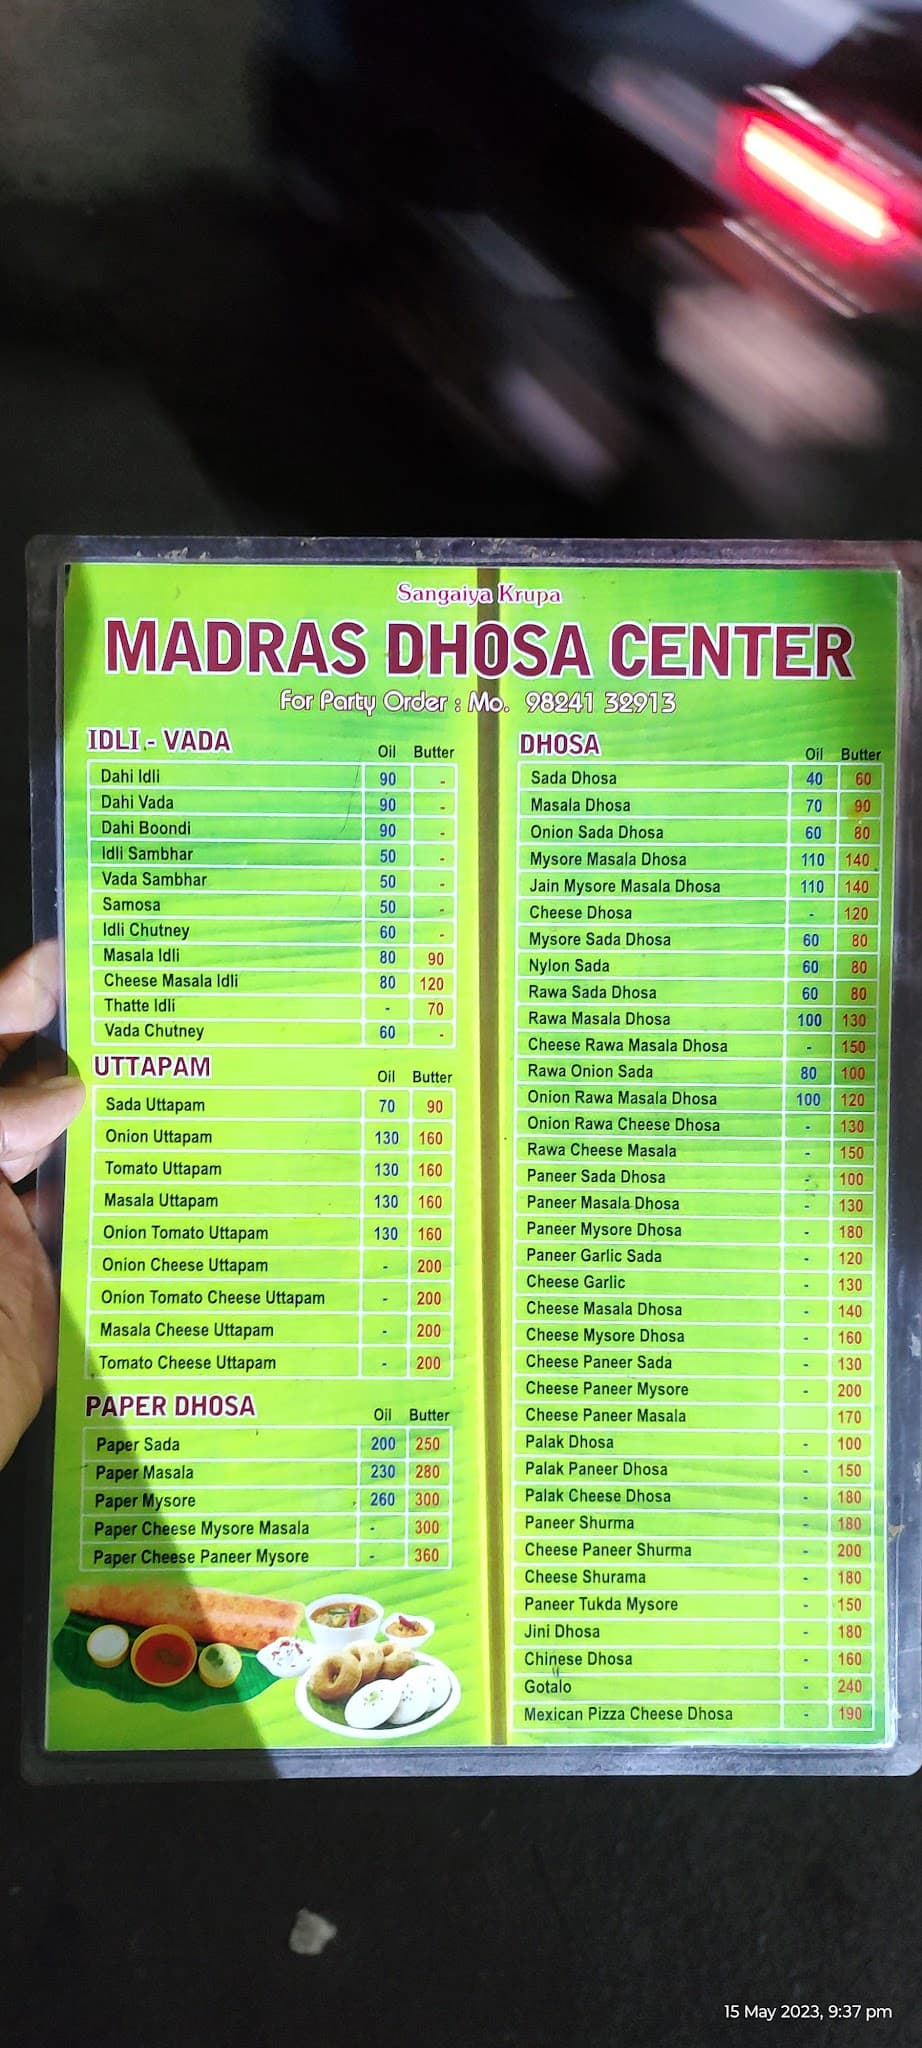 Sangaiya Krupa
MADRAS DHOSA CENTER
For Party Order : Mo. 98241 32913
IDLI - VADA Oil Butter
Dahi Idli 90 -
Dahi Vada 90 -
Dahi Boondi 90 -
Idli Sambhar 50 -
Vada Sambhar 50 -
Samosa 50 -
Idli Chutney 60 -
Masala Idli 80 90
Cheese Masala Idli 80 120
Thatte Idli - 70
Vada Chutney 60 -
UTTAPAM Oil Butter
Sada Uttapam 70 90
Onion Uttapam 130 160
Tomato Uttapam 130 160
Masala Uttapam 130 160
Onion Tomato Uttapam 130 160
Onion Cheese Uttapam - 200
Onion Tomato Cheese Uttapam - 200
Masala Cheese Uttapam - 200
Tomato Cheese Uttapam - 200
PAPER DHOSA Oil Butter
Paper Sada 200 250
Paper Masala 230 280
Paper Mysore 260 300
Paper Cheese Mysore Masala - 300
Paper Cheese Paneer Mysore - 360
DHOSA Oil Butter
Sada Dhosa 40 60
Masala Dhosa 70 90
Onion Sada Dhosa 60 80
Mysore Masala Dhosa 110 140
Jain Mysore Masala Dhosa 110 140
Cheese Dhosa - 120
Mysore Sada Dhosa 60 80
Nylon Sada 60 80
Rawa Sada Dhosa 60 80
Rawa Masala Dhosa 100 130
Cheese Rawa Masala Dhosa - 150
Rawa Onion Sada 80 100
Onion Rawa Masala Dhosa 100 120
Onion Rawa Cheese Dhosa - 130
Rawa Cheese Masala - 150
Paneer Sada Dhosa - 100
Paneer Masala Dhosa - 130
Paneer Mysore Dhosa - 180
Paneer Garlic Sada - 120
Cheese Garlic - 130
Cheese Masala Dhosa - 140
Cheese Mysore Dhosa - 160
Cheese Paneer Sada - 130
Cheese Paneer Mysore - 200
Cheese Paneer Masala 170
Palak Dhosa - 100
Palak Paneer Dhosa - 150
Palak Cheese Dhosa - 180
Paneer Shurma - 180
Cheese Paneer Shurma - 200
Cheese Shurama - 180
Paneer Tukda Mysore - 150
Jini Dhosa - 180
Chinese Dhosa - 160
Gotalo - 240
Mexican Pizza Cheese Dhosa - 190
15 May 2023, 9:37 pm